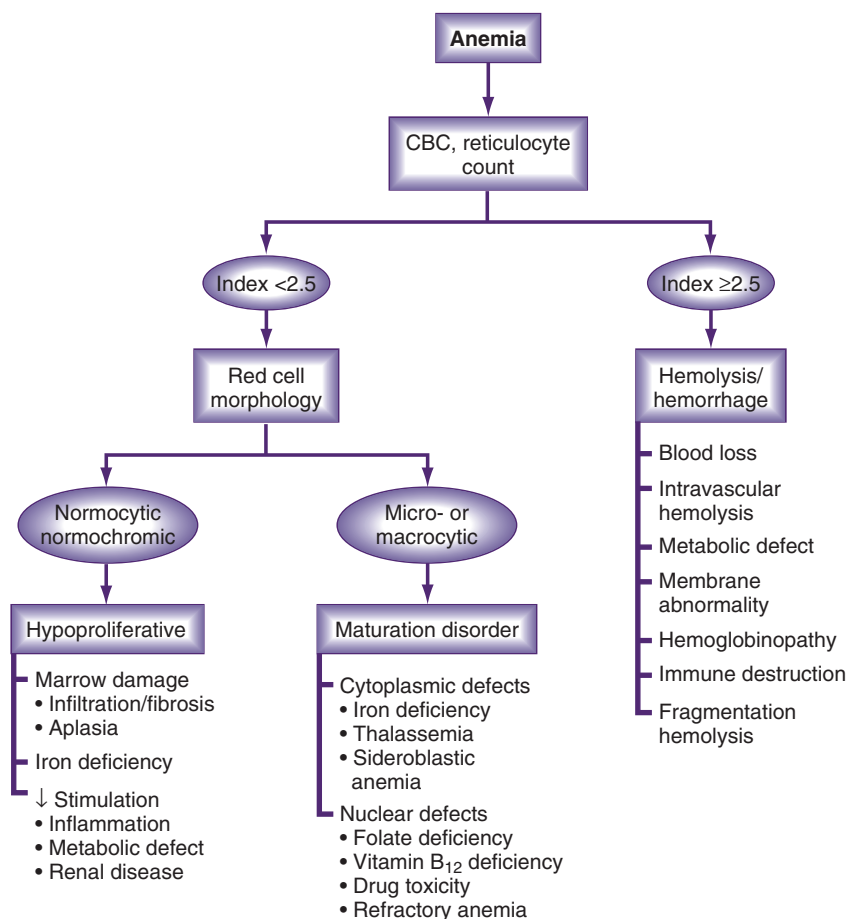 Anemia
CBC, reticulocyte
count
Index <2.5
Index ≥2.5
Red cell
morphology
Hemolysis/
hemorrhage
Blood loss
Intravascular
hemolysis
Metabolic defect
Membrane
abnormality
Hemoglobinopathy
Immune destruction
Fragmentation
hemolysis
Normocytic
normochromic
Micro- or
macrocytic
Hypoproliferative
Maturation disorder
Marrow damage
• Infiltration/fibrosis
• Aplasia
Iron deficiency
↓ Stimulation
• Inflammation
• Metabolic defect
• Renal disease
Cytoplasmic defects
• Iron deficiency
• Thalassemia
• Sideroblastic
anemia
Nuclear defects
• Folate deficiency
• Vitamin B₁₂ deficiency
• Drug toxicity
• Refractory anemia